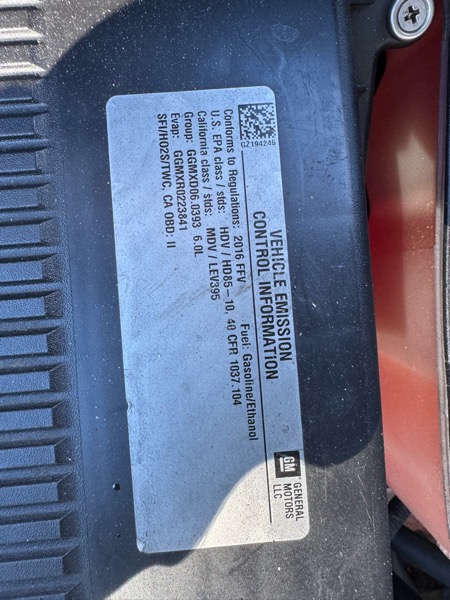 GZ194246
VEHICLE EMISSION
CONTROL INFORMATION
GM
GENERAL
MOTORS
LLC
Conforms to Regulations: 2016 FFV Fuel: Gasoline/Ethanol
U.S. EPA class / stds: HDV / HD85-10, 40 CFR 1037.104
California class / stds: MDV / LEV395
Group: GGMXD06.0393 6.0L
Evap: GGMXR0223841
SFI/HO2S/TWC, CA OBD: II